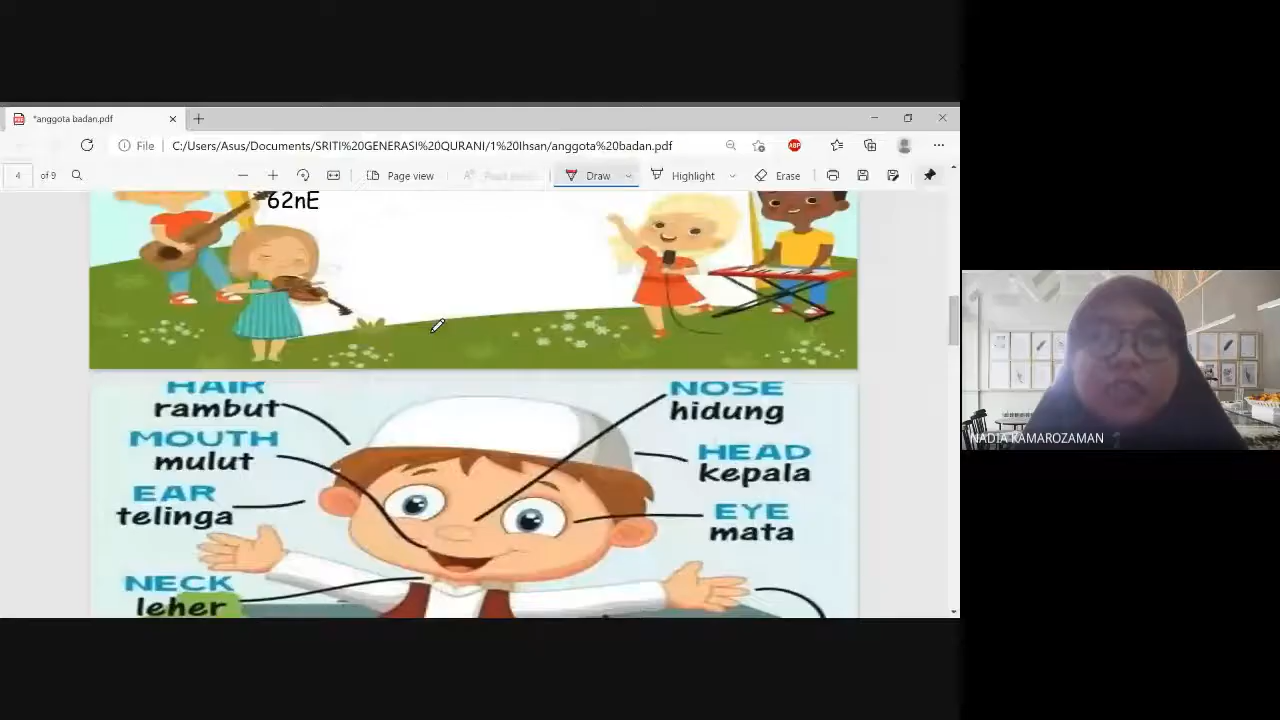 *anggota badan.pdf
File C:/Users/Asus/Documents/SRITI%20GENERASI%20QURANI/1%20Ihsan/anggota%20badan.pdf
ABP
4 of 9 Page view Draw Highlight Erase
62nE
HAIR
rambut
MOUTH
mulut
EAR
telinga
NECK
leher
NOSE
hidung
HEAD
kepala
EYE
mata
NADIA KAMAROZAMAN